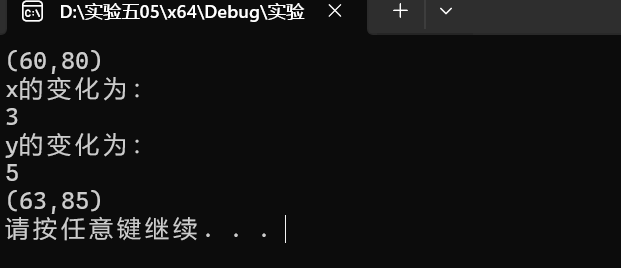 D:\实验五05\x64\Debug\实验
(60,80)
x的变化为:
3
y的变化为:
5
(63,85)
请按任意键继续. . .